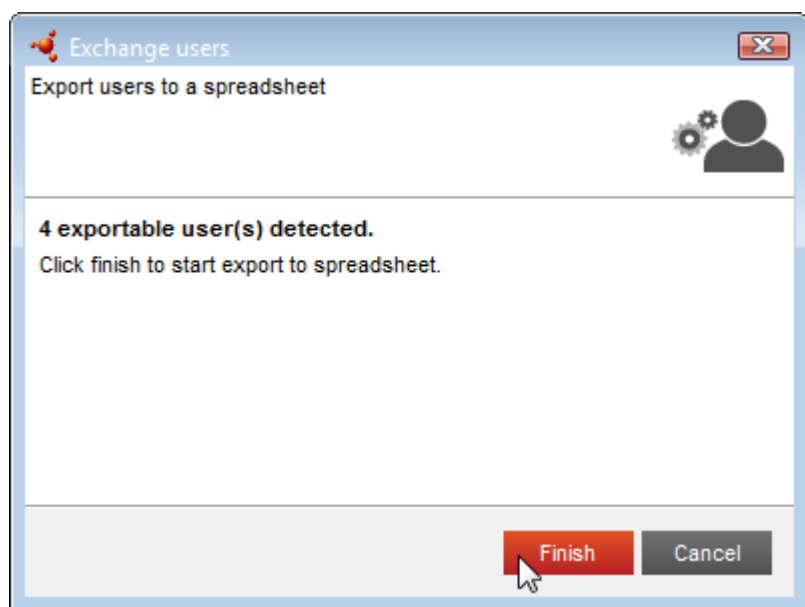 Exchange users
Export users to a spreadsheet
4 exportable user(s) detected.
Click finish to start export to spreadsheet.
Finish Cancel